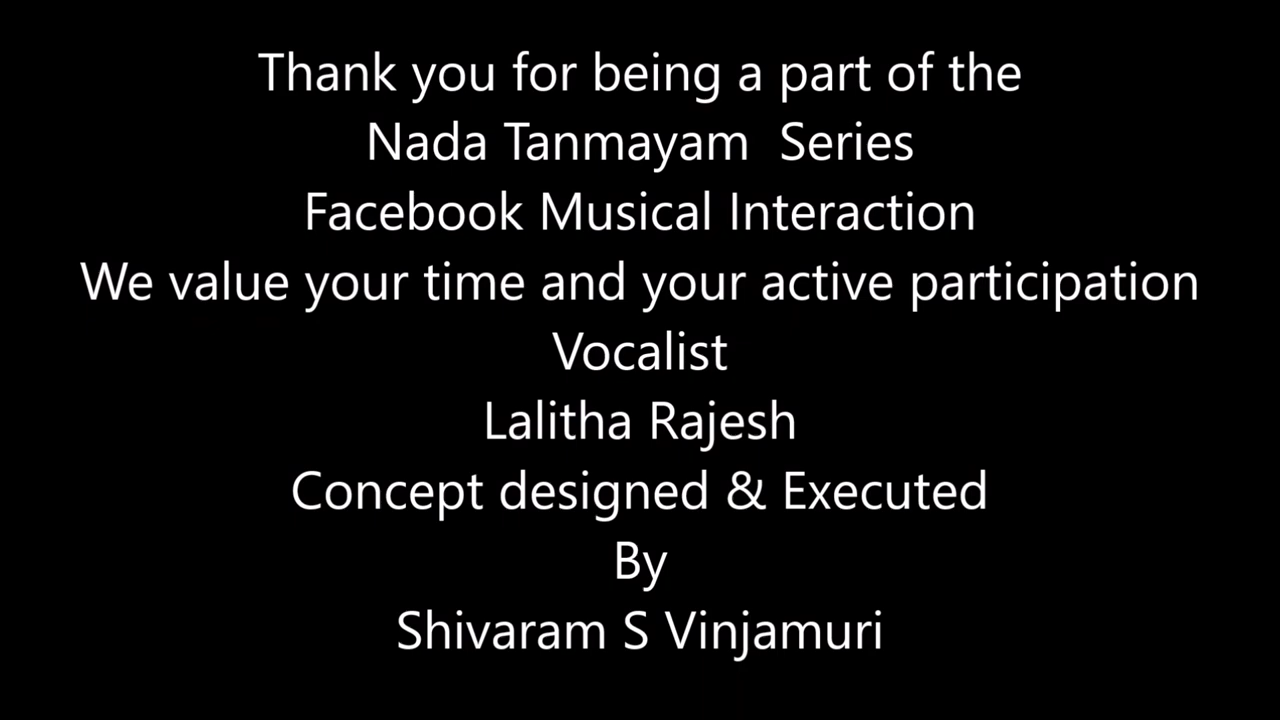 Thank you for being a part of the
Nada Tanmayam  Series
Facebook Musical Interaction
We value your time and your active participation
Vocalist
Lalitha Rajesh
Concept designed & Executed
By
Shivaram S Vinjamuri